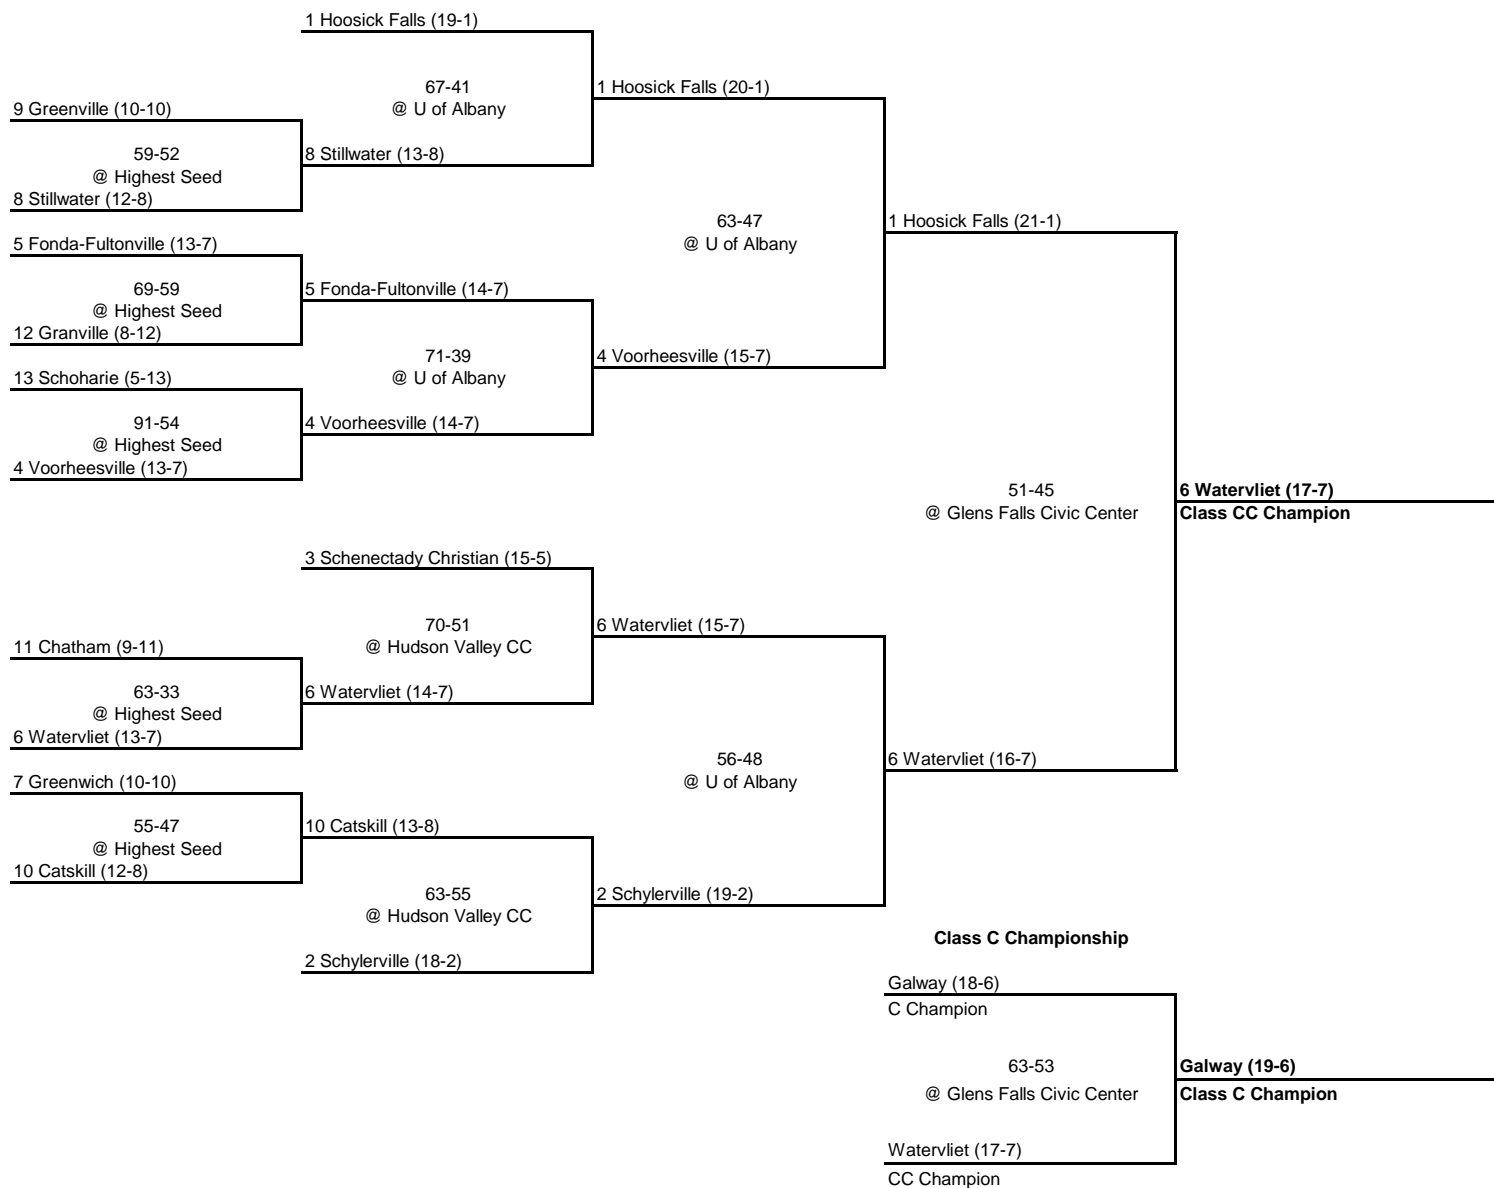 1 Hoosick Falls (19-1)
67-41
@ U of Albany
1 Hoosick Falls (20-1)
9 Greenville (10-10)
59-52
@ Highest Seed
8 Stillwater (13-8)
8 Stillwater (12-8)
63-47
@ U of Albany
1 Hoosick Falls (21-1)
5 Fonda-Fultonville (13-7)
69-59
@ Highest Seed
5 Fonda-Fultonville (14-7)
12 Granville (8-12)
71-39
@ U of Albany
4 Voorheesville (15-7)
13 Schoharie (5-13)
91-54
@ Highest Seed
4 Voorheesville (14-7)
4 Voorheesville (13-7)
51-45
@ Glens Falls Civic Center
6 Watervliet (17-7)
Class CC Champion
3 Schenectady Christian (15-5)
70-51
@ Hudson Valley CC
6 Watervliet (15-7)
11 Chatham (9-11)
63-33
@ Highest Seed
6 Watervliet (14-7)
6 Watervliet (13-7)
56-48
@ U of Albany
6 Watervliet (16-7)
7 Greenwich (10-10)
55-47
@ Highest Seed
10 Catskill (13-8)
10 Catskill (12-8)
63-55
@ Hudson Valley CC
2 Schylerville (19-2)
2 Schylerville (18-2)
Class C Championship
Galway (18-6)
C Champion
63-53
@ Glens Falls Civic Center
Galway (19-6)
Class C Champion
Watervliet (17-7)
CC Champion